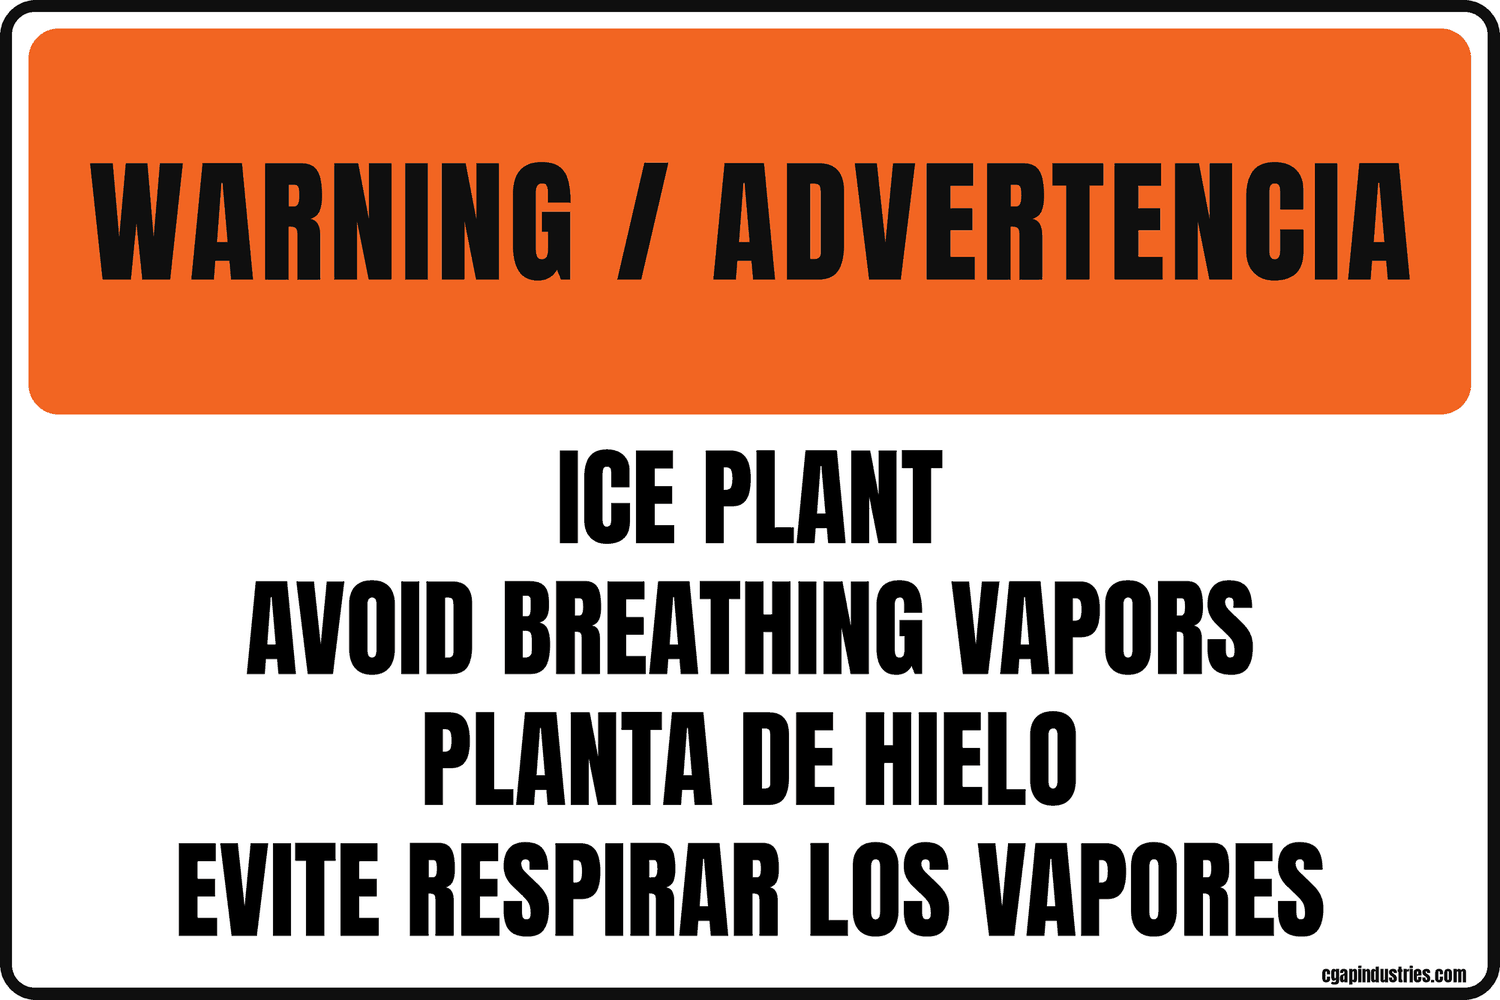 WARNING / ADVERTENCIA
ICE PLANT
AVOID BREATHING VAPORS
PLANTA DE HIELO
EVITE RESPIRAR LOS VAPORES
cgapindustries.com